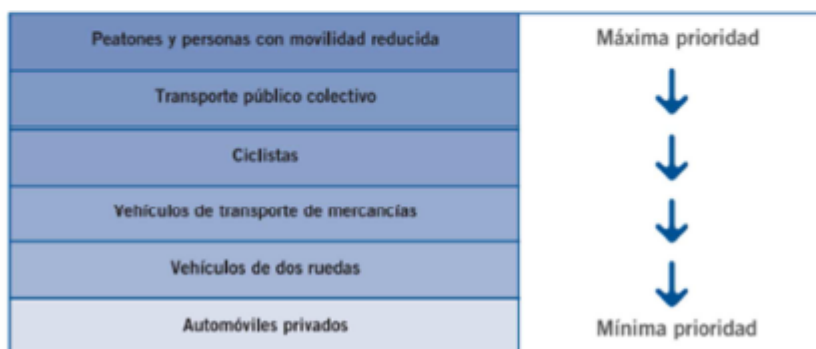 Peatones y personas con movilidad reducida
Máxima prioridad
Transporte público colectivo
Ciclistas
Vehículos de transporte de mercancías
Vehículos de dos ruedas
Automóviles privados
Mínima prioridad